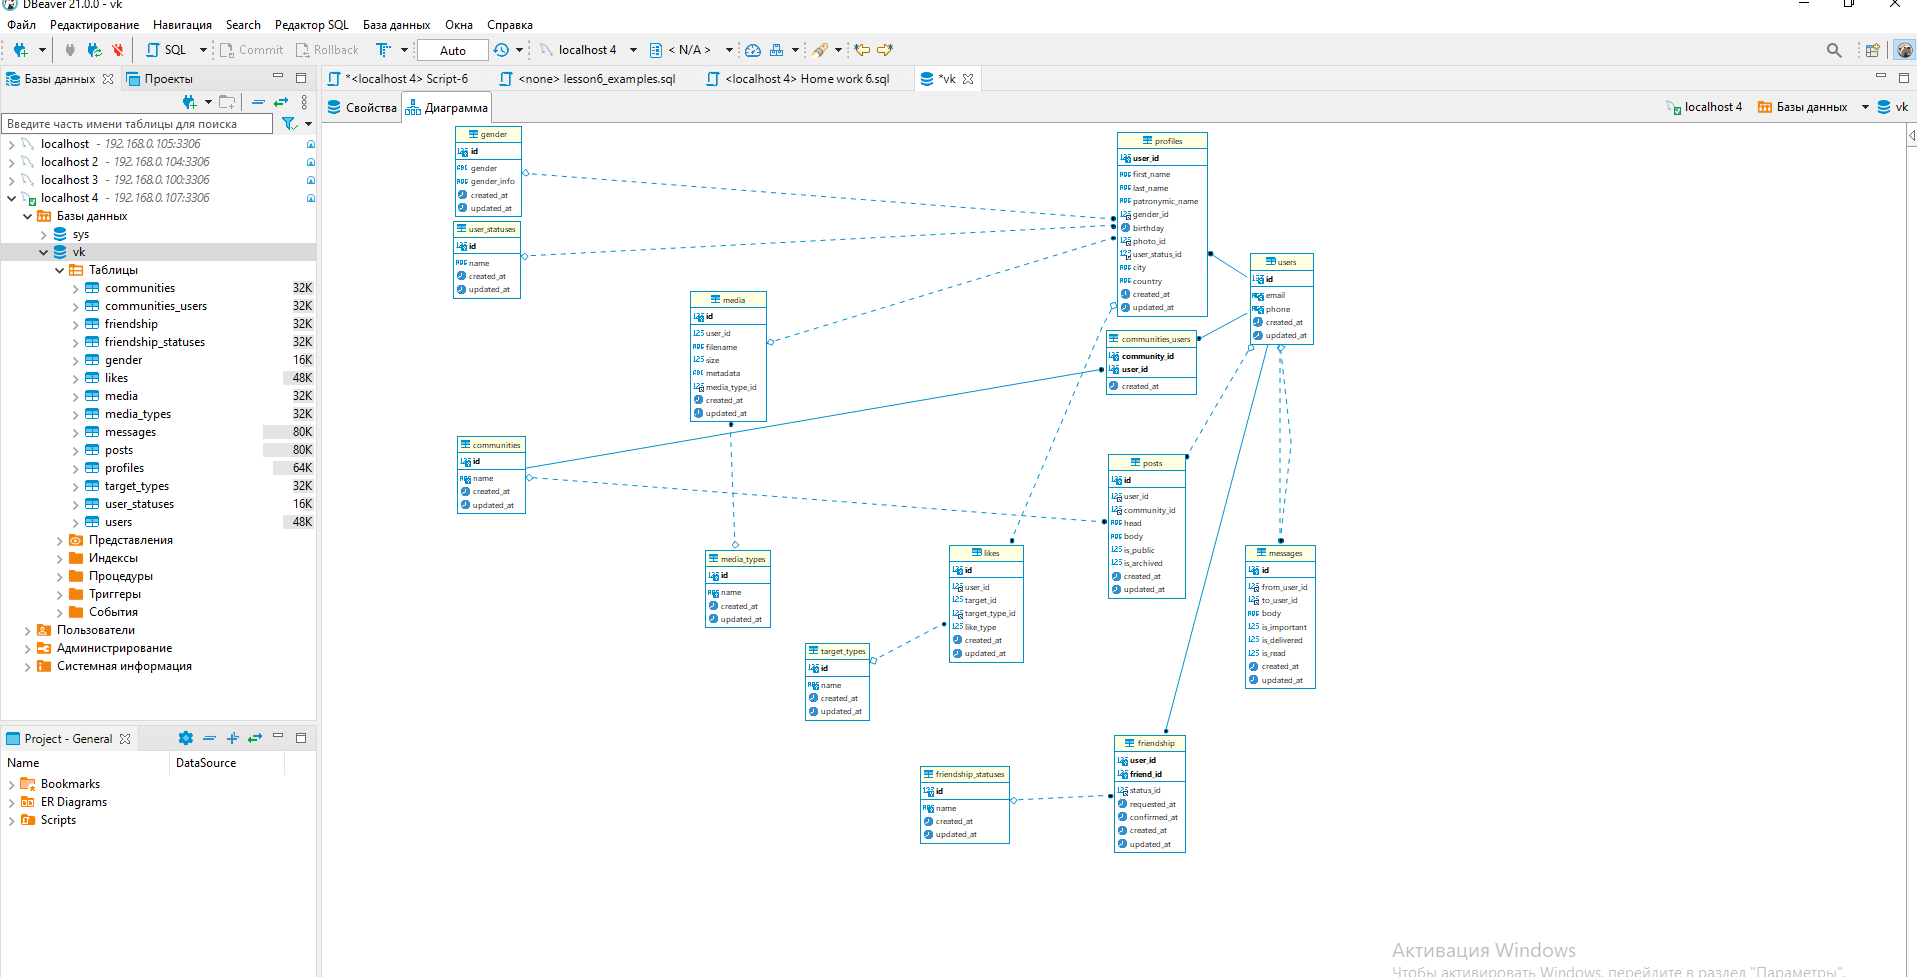 DBeaver 21.0.0 - vk
Файл Редактирование Навигация Search Редактор SQL База данных Окна Справка
SQL Commit Rollback Auto localhost 4 < N/A >
Базы данных Проекты
Введите часть имени таблицы для поиска
localhost - 192.168.0.105:3306
localhost 2 - 192.168.0.104:3306
localhost 3 - 192.168.0.100:3306
localhost 4 - 192.168.0.107:3306
Базы данных
sys
vk
Таблицы
communities 32K
communities_users 32K
friendship 32K
friendship_statuses 32K
gender 16K
likes 48K
media 32K
media_types 32K
messages 80K
posts 80K
profiles 64K
target_types 32K
user_statuses 16K
users 48K
Представления
Индексы
Процедуры
Триггеры
События
Пользователи
Администрирование
Системная информация
Project - General
Name DataSource
Bookmarks
ER Diagrams
Scripts
*<localhost 4> Script-6 <none> lesson6_examples.sql <localhost 4> Home work 6.sql *vk
Свойства Диаграмма localhost 4 Базы данных vk
gender
id
gender
gender_info
created_at
updated_at
user_statuses
id
name
created_at
updated_at
media
id
user_id
filename
size
metadata
media_type_id
created_at
updated_at
communities
id
name
created_at
updated_at
media_types
id
name
created_at
updated_at
target_types
id
name
created_at
updated_at
friendship_statuses
id
name
created_at
updated_at
likes
id
user_id
target_id
target_type_id
like_type
created_at
updated_at
profiles
user_id
first_name
last_name
patronymic_name
gender_id
birthday
photo_id
user_status_id
city
country
created_at
updated_at
communities_users
community_id
user_id
created_at
posts
id
user_id
community_id
head
body
is_public
is_archived
created_at
updated_at
friendship
user_id
friend_id
status_id
requested_at
confirmed_at
created_at
updated_at
users
id
email
phone
created_at
updated_at
messages
id
from_user_id
to_user_id
body
is_important
is_delivered
is_read
created_at
updated_at
Активация Windows
Чтобы активировать Windows, перейдите в раздел "Параметры".